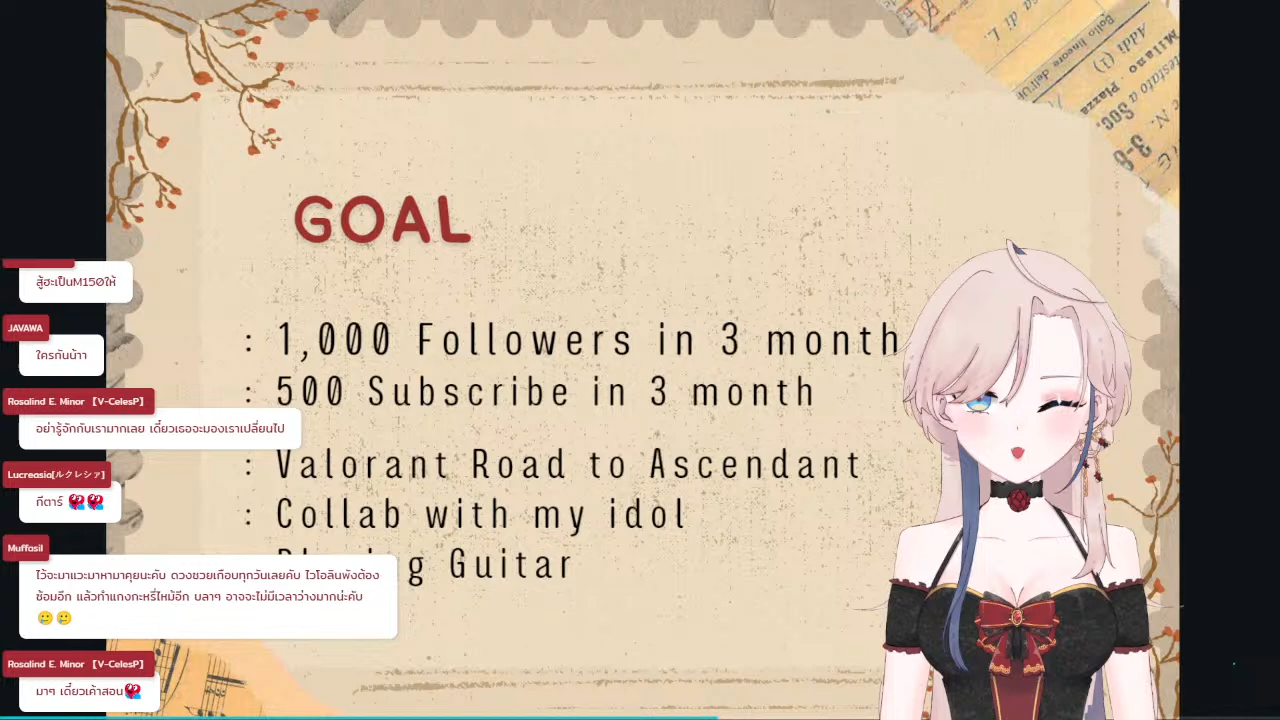 GOAL
: 1,000 Followers in 3 month
: 500 Subscribe in 3 month
: Valorant Road to Ascendant
: Collab with my idol
g Guitar
สู้ฮะเป็นM150ให้
JAVAWA
ใครกันน้าา
Rosalind E. Minor 【V-CelesP】
อย่ารู้จักกับเรามากเลย เดี๋ยวเธอจะมองเราเปลี่ยนไป
Lucreasia[ルクレシァ]
กีตาร์
Muffasil
ไว้จะมาแวะมาหามาคุยนะคับ ดวงซวยเกือบทุกวันเลยคับ ไวโอลินพังต้อง
ซ้อมอีก แล้วทำแกงกะหรี่ไหม้อีก บลาๆ อาจจะไม่มีเวลาว่างมากน่ะคับ
Rosalind E. Minor 【V-CelesP】
มาๆ เดี๋ยวเค้าสอน
Milano
Piazza